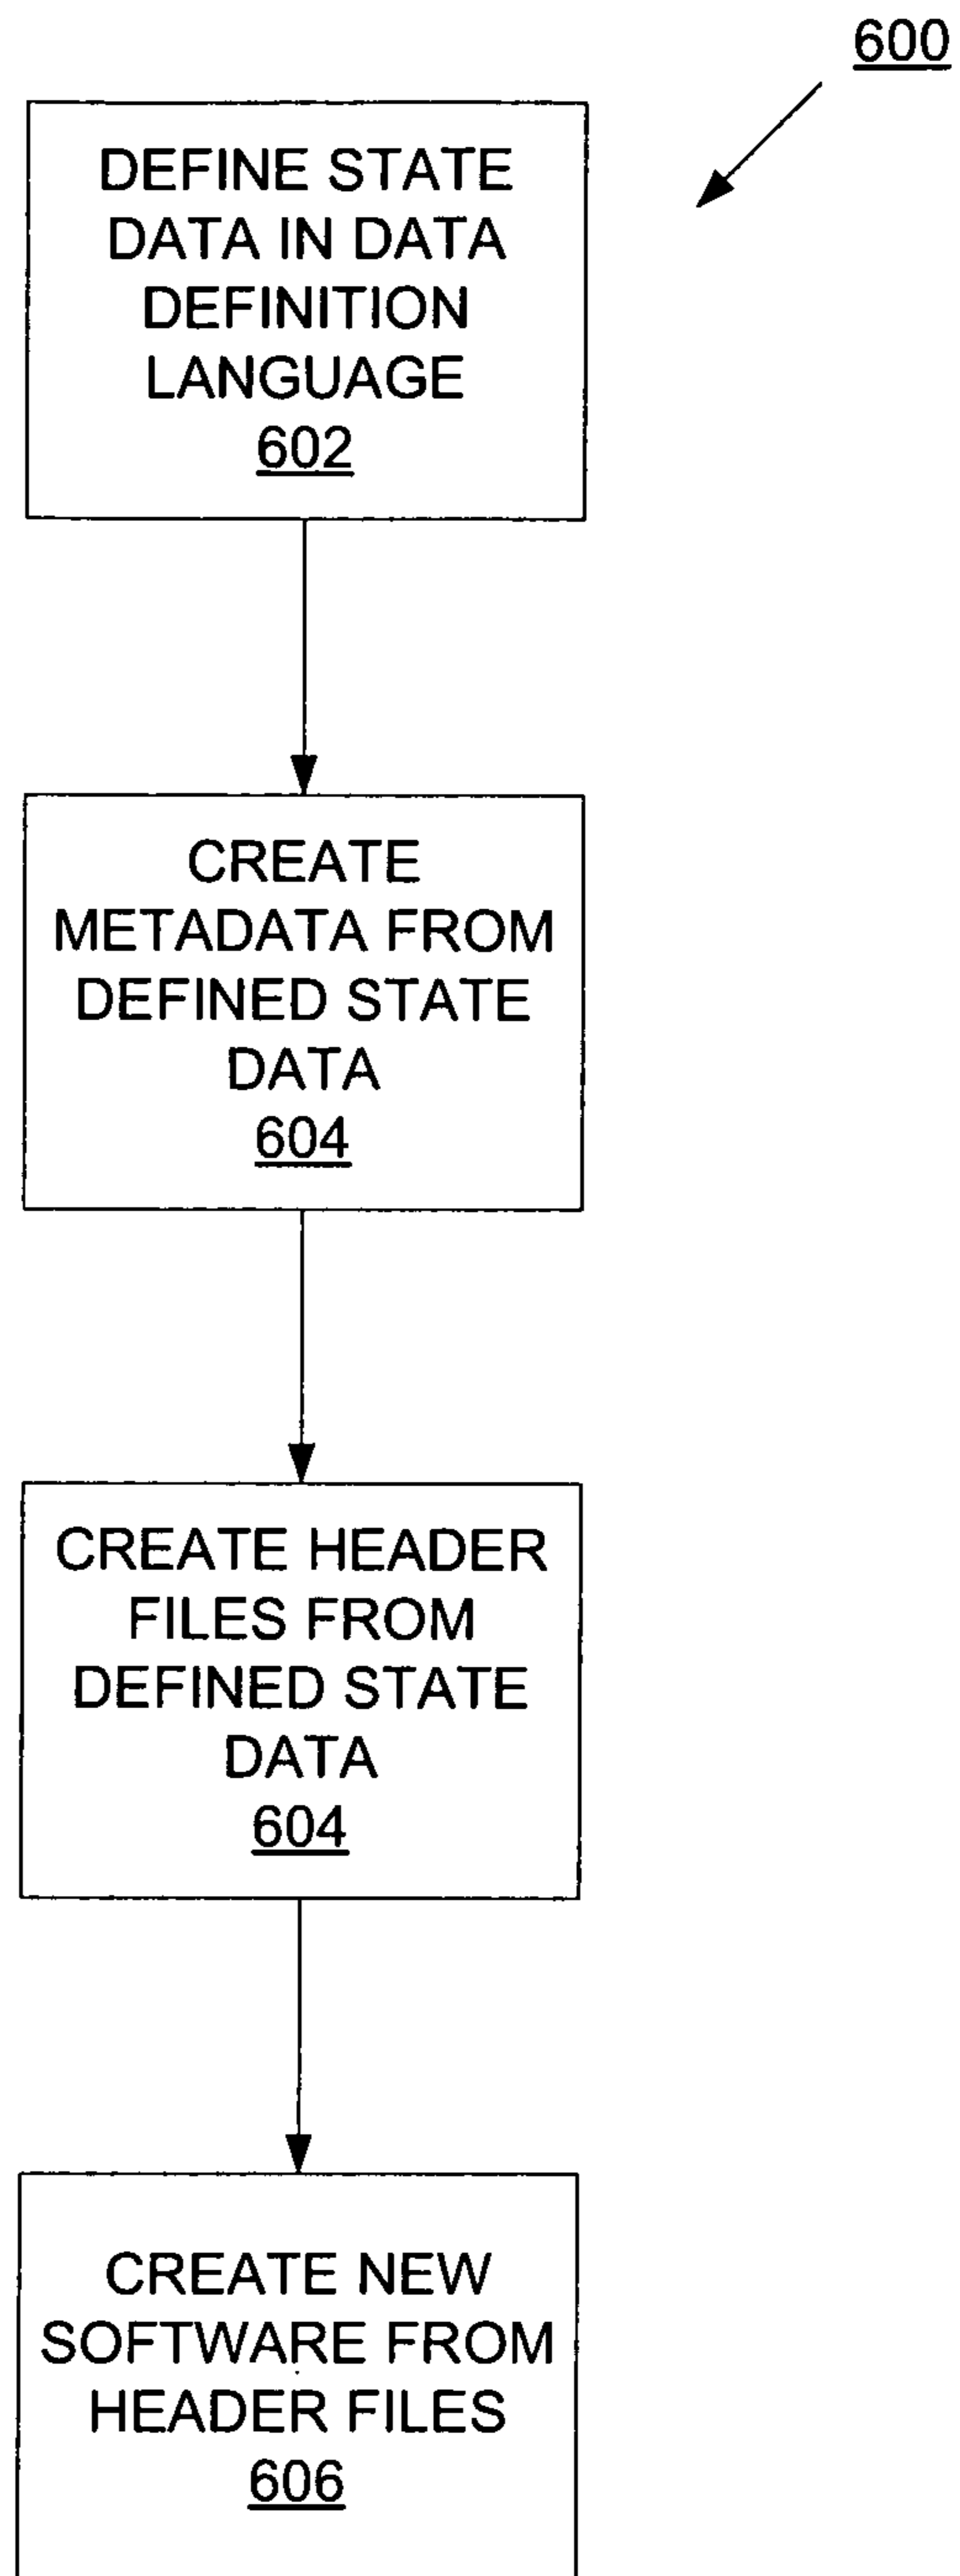 600
DEFINE STATE
DATA IN DATA
DEFINITION
LANGUAGE
602
CREATE
METADATA FROM
DEFINED STATE
DATA
604
CREATE HEADER
FILES FROM
DEFINED STATE
DATA
604
CREATE NEW
SOFTWARE FROM
HEADER FILES
606